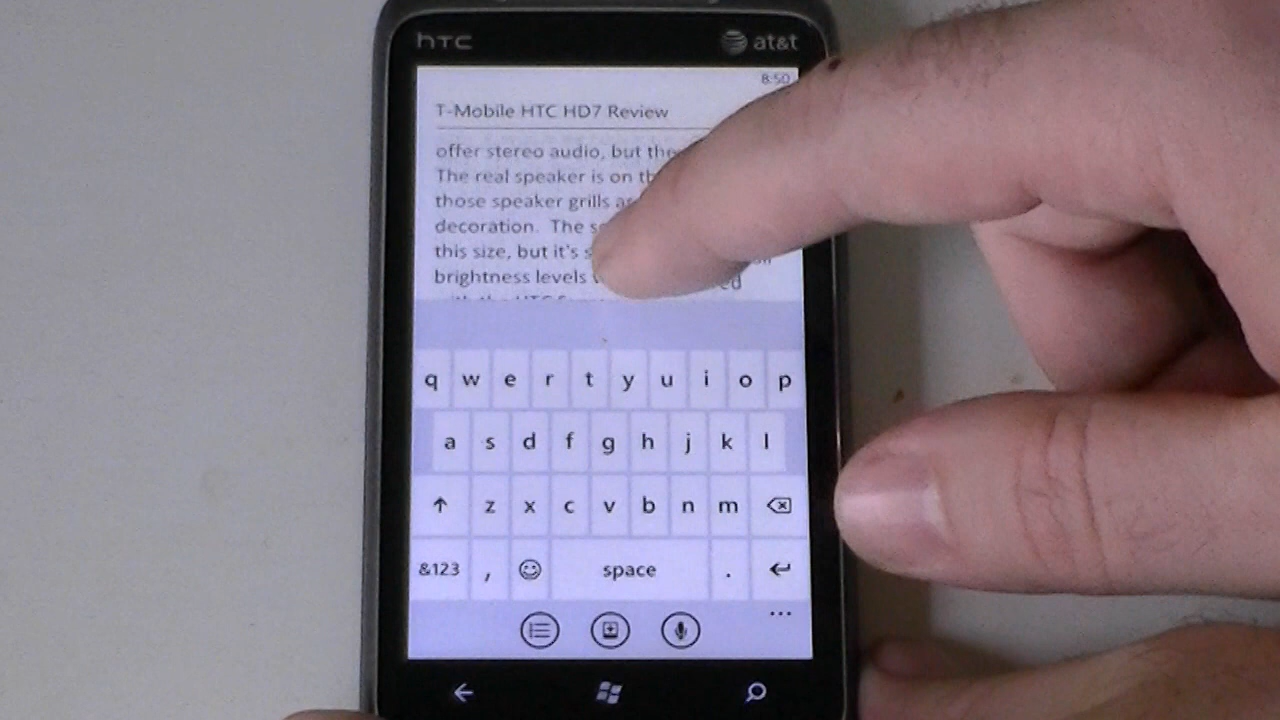 htc at&t
8:50
T-Mobile HTC HD7 Review
offer stereo audio, but the
The real speaker is on th
those speaker grills a
decoration. The s
this size, but it's s
brightness levels
q w e r t y u i o p
a s d f g h j k l
z x c v b n m
&123 , space .